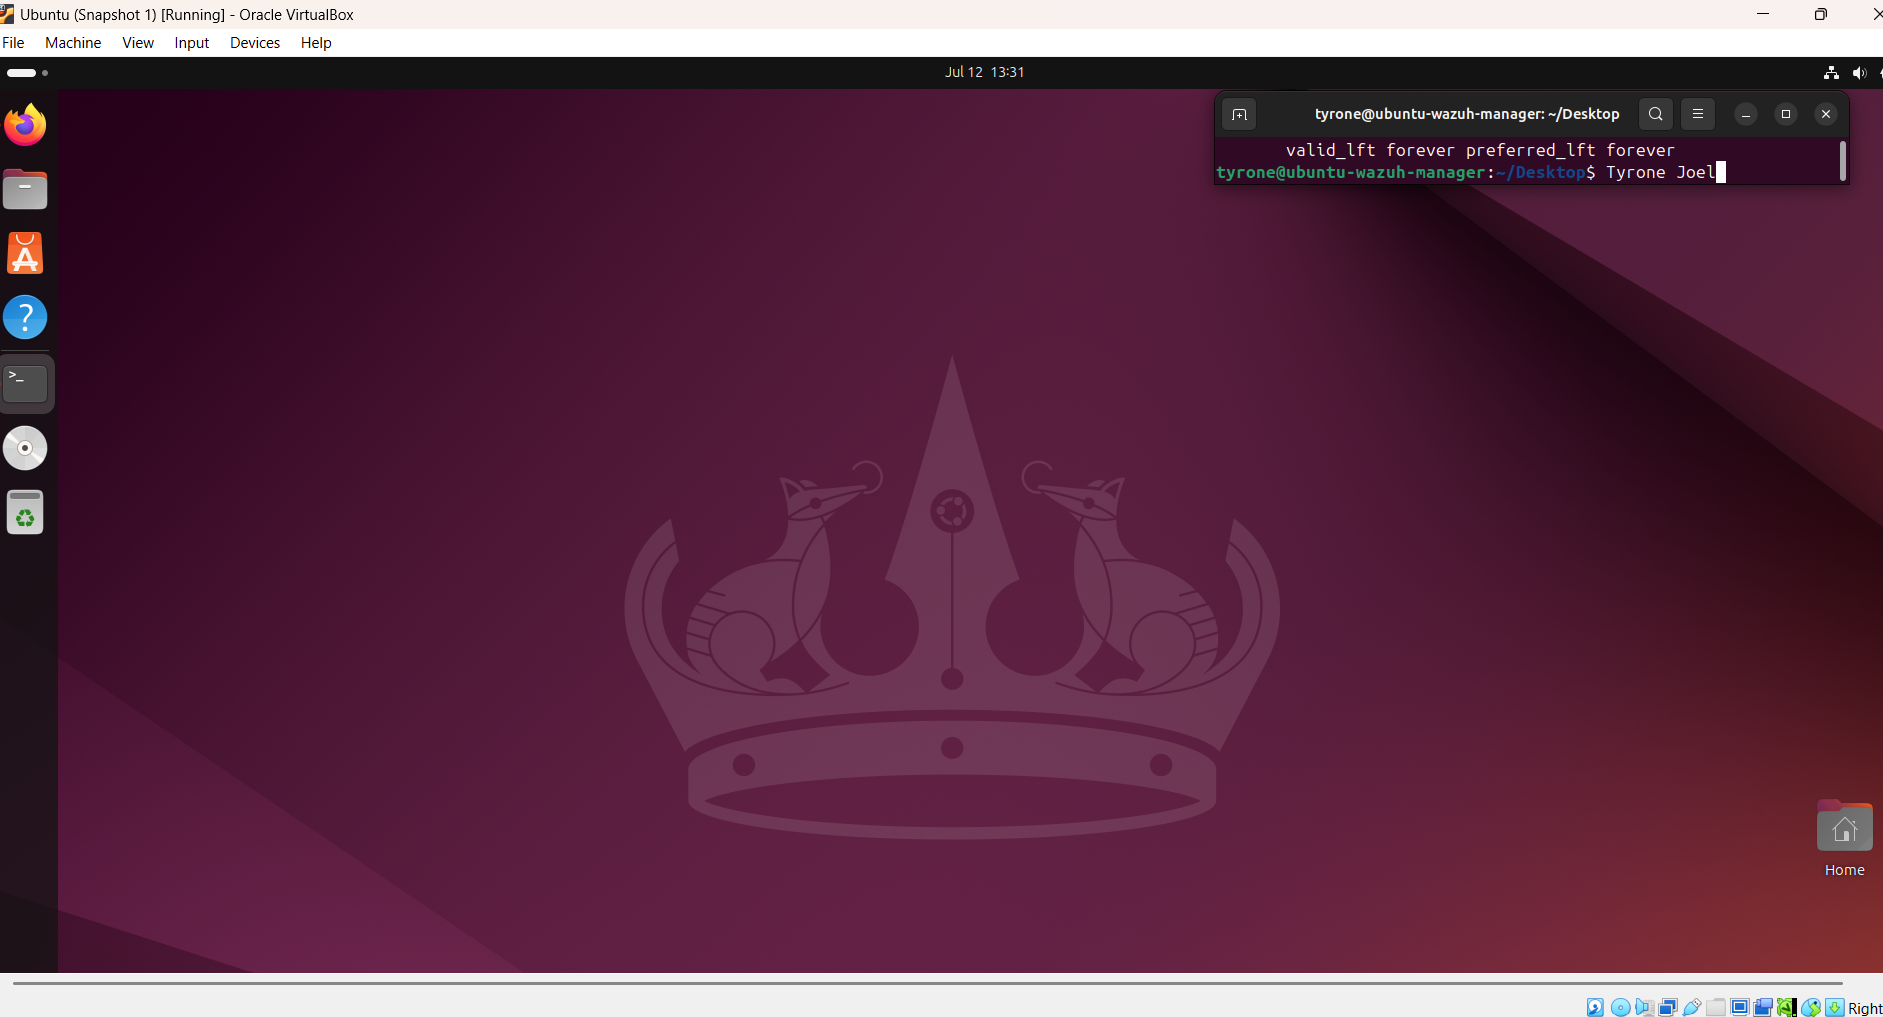 Ubuntu (Snapshot 1) [Running] - Oracle VirtualBox
File Machine View Input Devices Help
Jul 12 13:31
tyrone@ubuntu-wazuh-manager: ~/Desktop
valid_lft forever preferred_lft forever
tyrone@ubuntu-wazuh-manager:~/Desktop$ Tyrone Joel
Home
Right